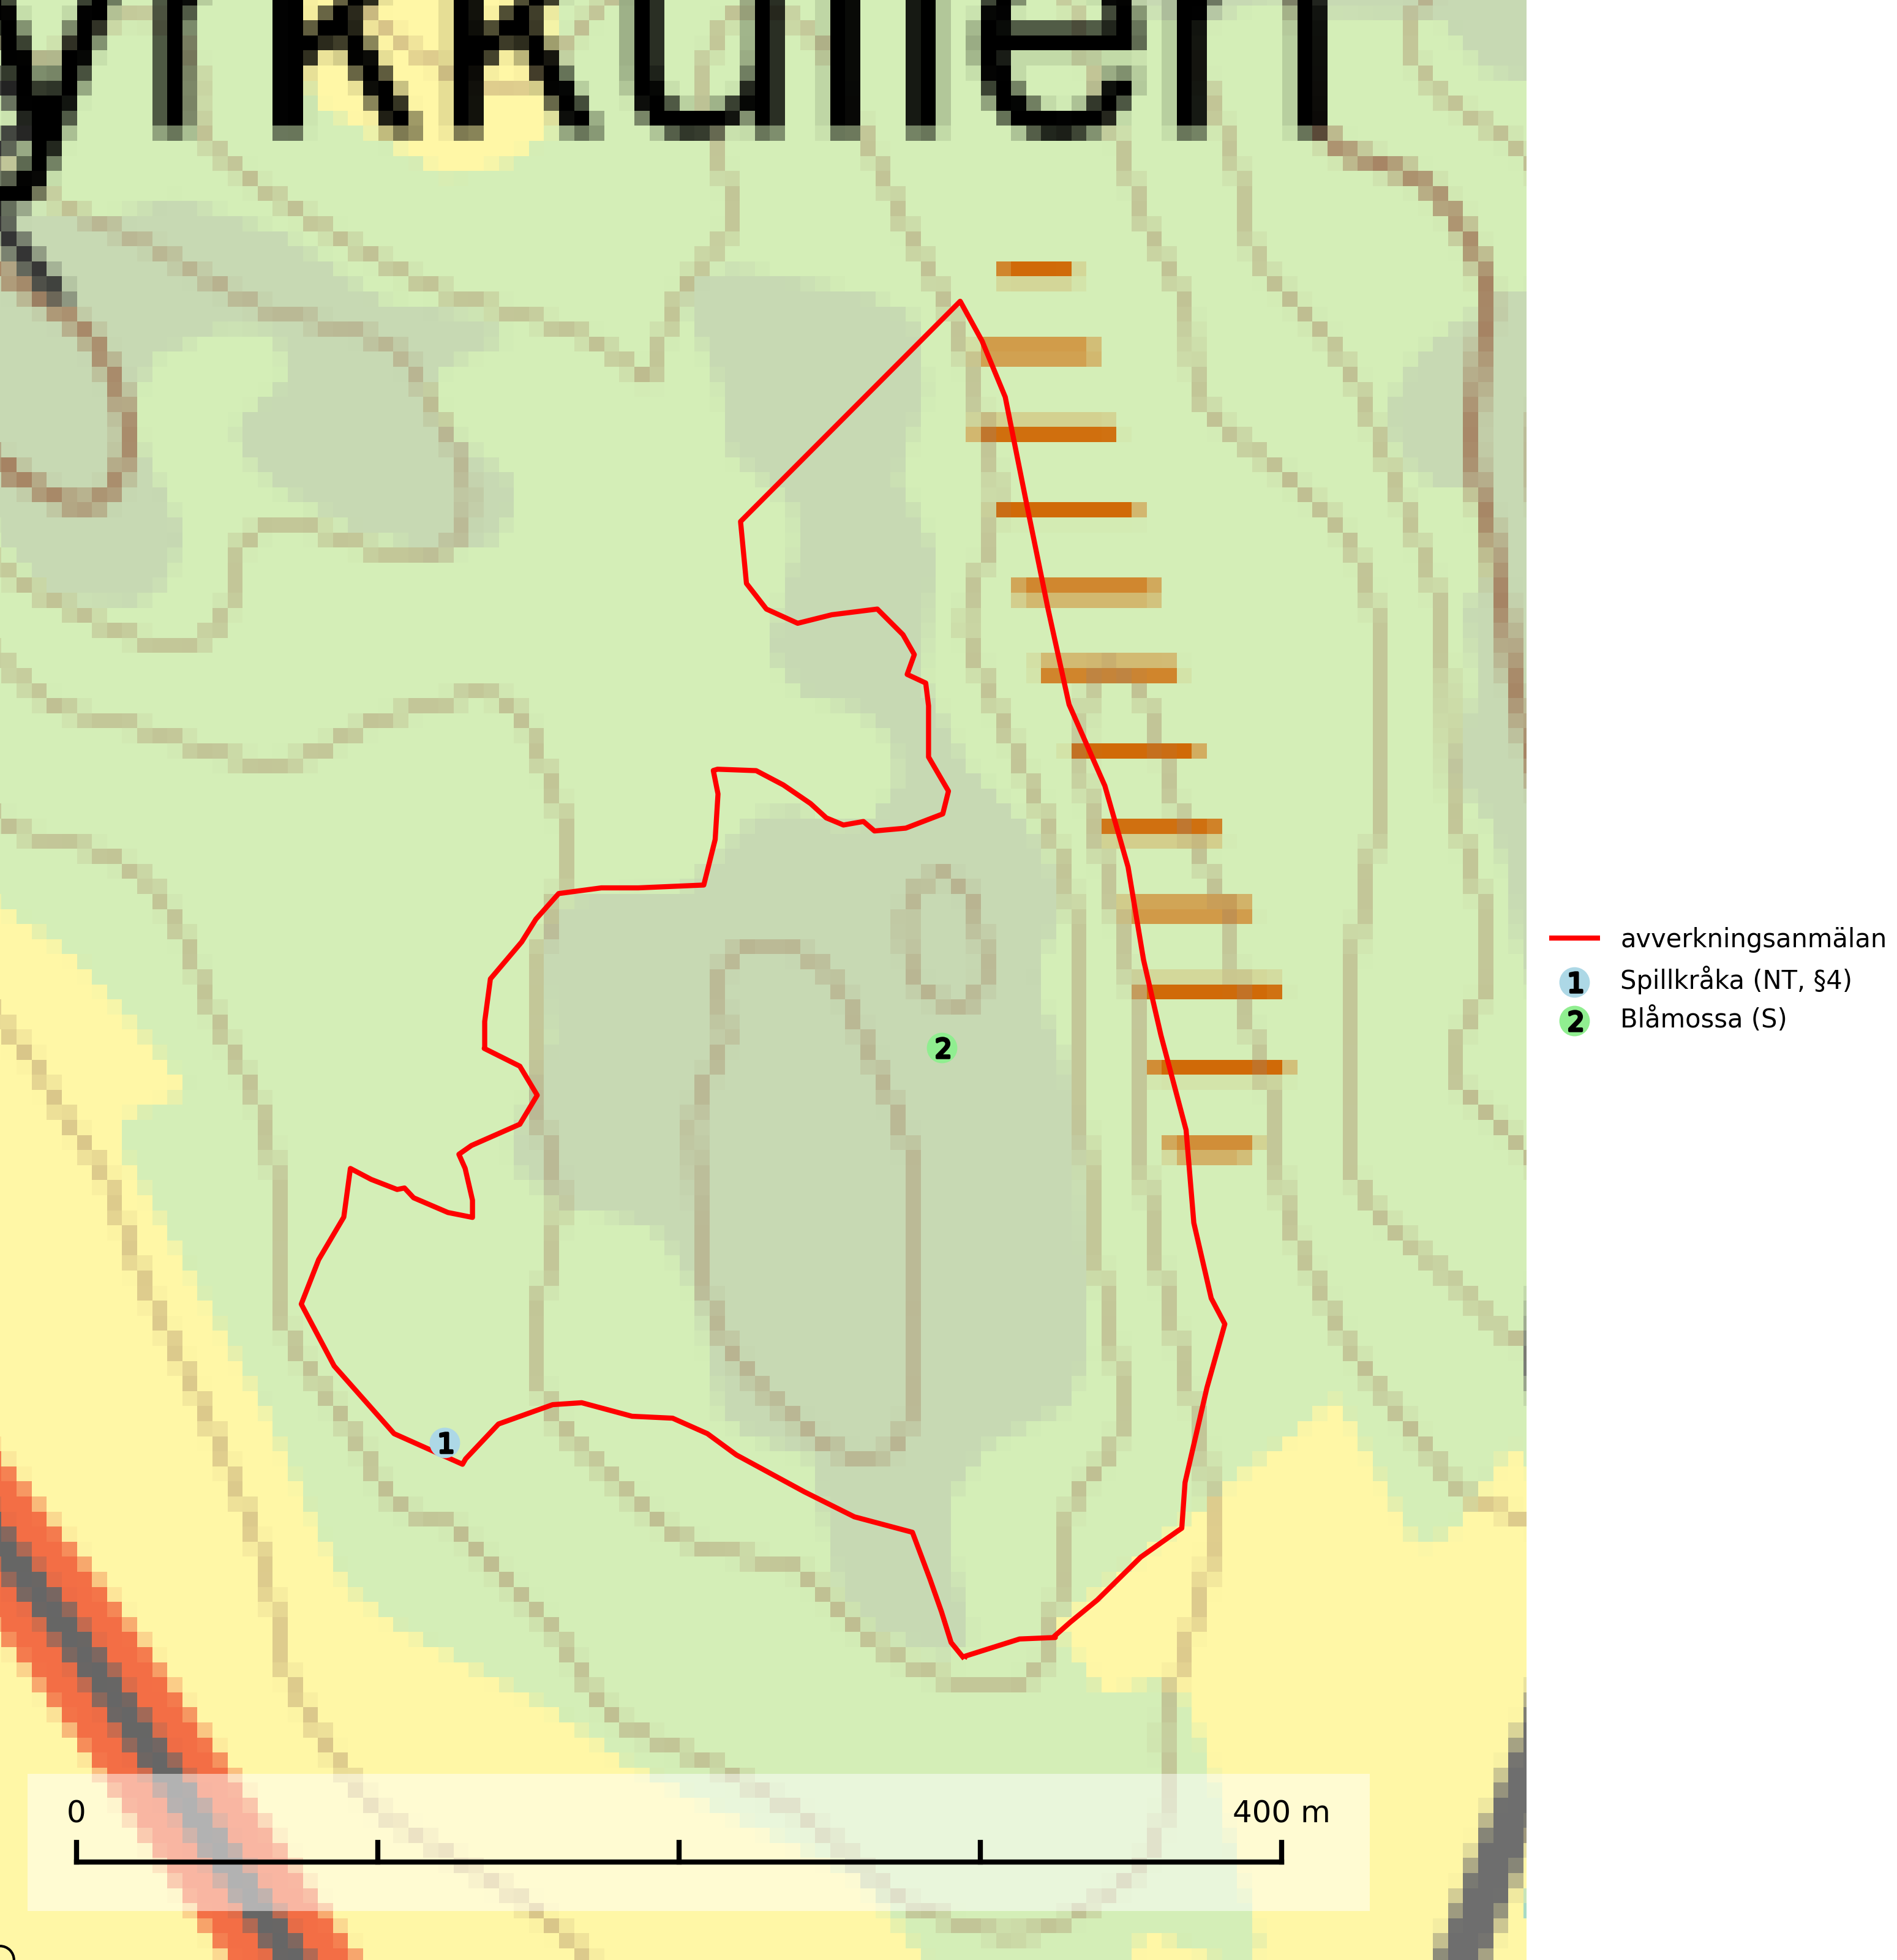 avverkningsanmälan
1 Spillkråka (NT, §4)
2 Blåmossa (S)
2
1
0 400 m